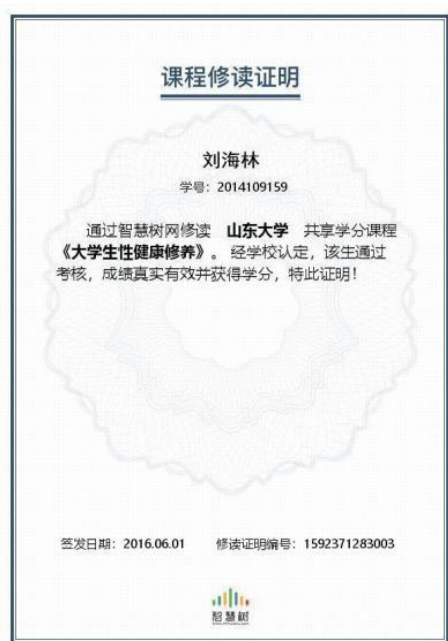 课程修读证明
刘海林
学号：2014109159
通过智慧树网修读 山东大学 共享学分课程
《大学生性健康修养》。经学校认定，该生通过
考核，成绩真实有效并获得学分，特此证明！
签发日期：2016.06.01 修读证明编号：1592371283003
智慧树